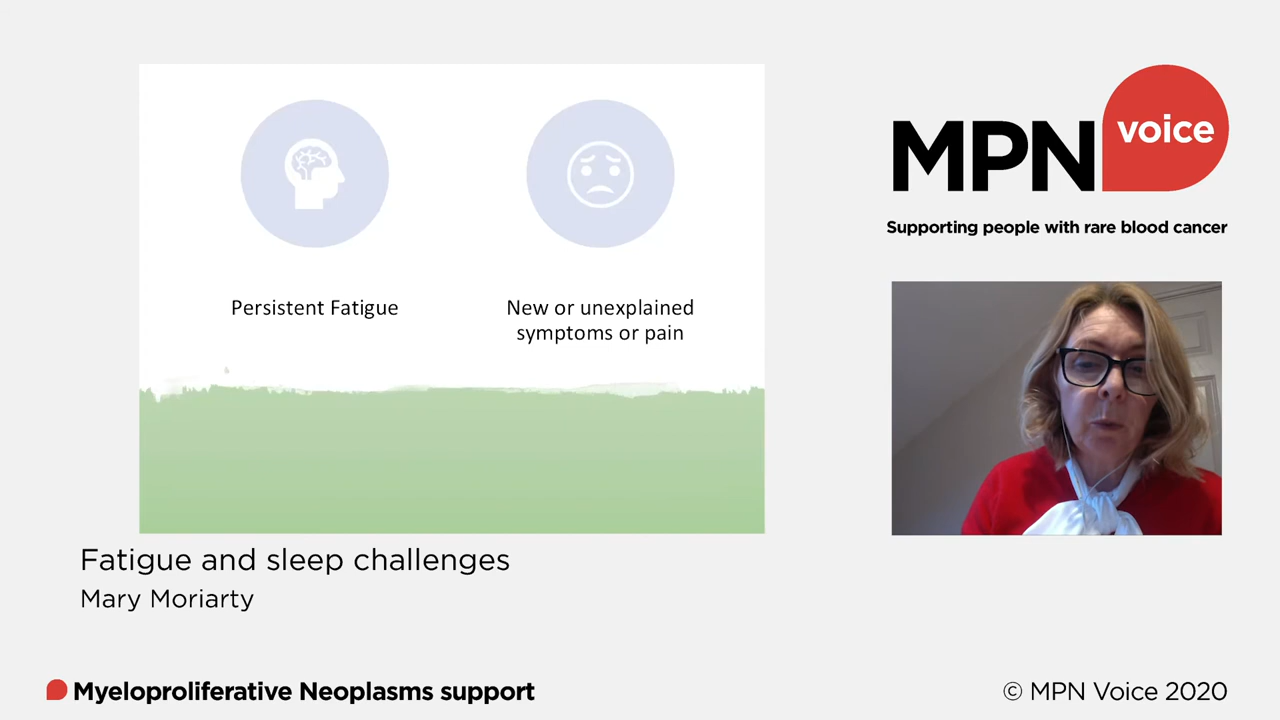 Persistent Fatigue
New or unexplained
symptoms or pain
MPN voice
Supporting people with rare blood cancer
Fatigue and sleep challenges
Mary Moriarty
Myeloproliferative Neoplasms support
© MPN Voice 2020